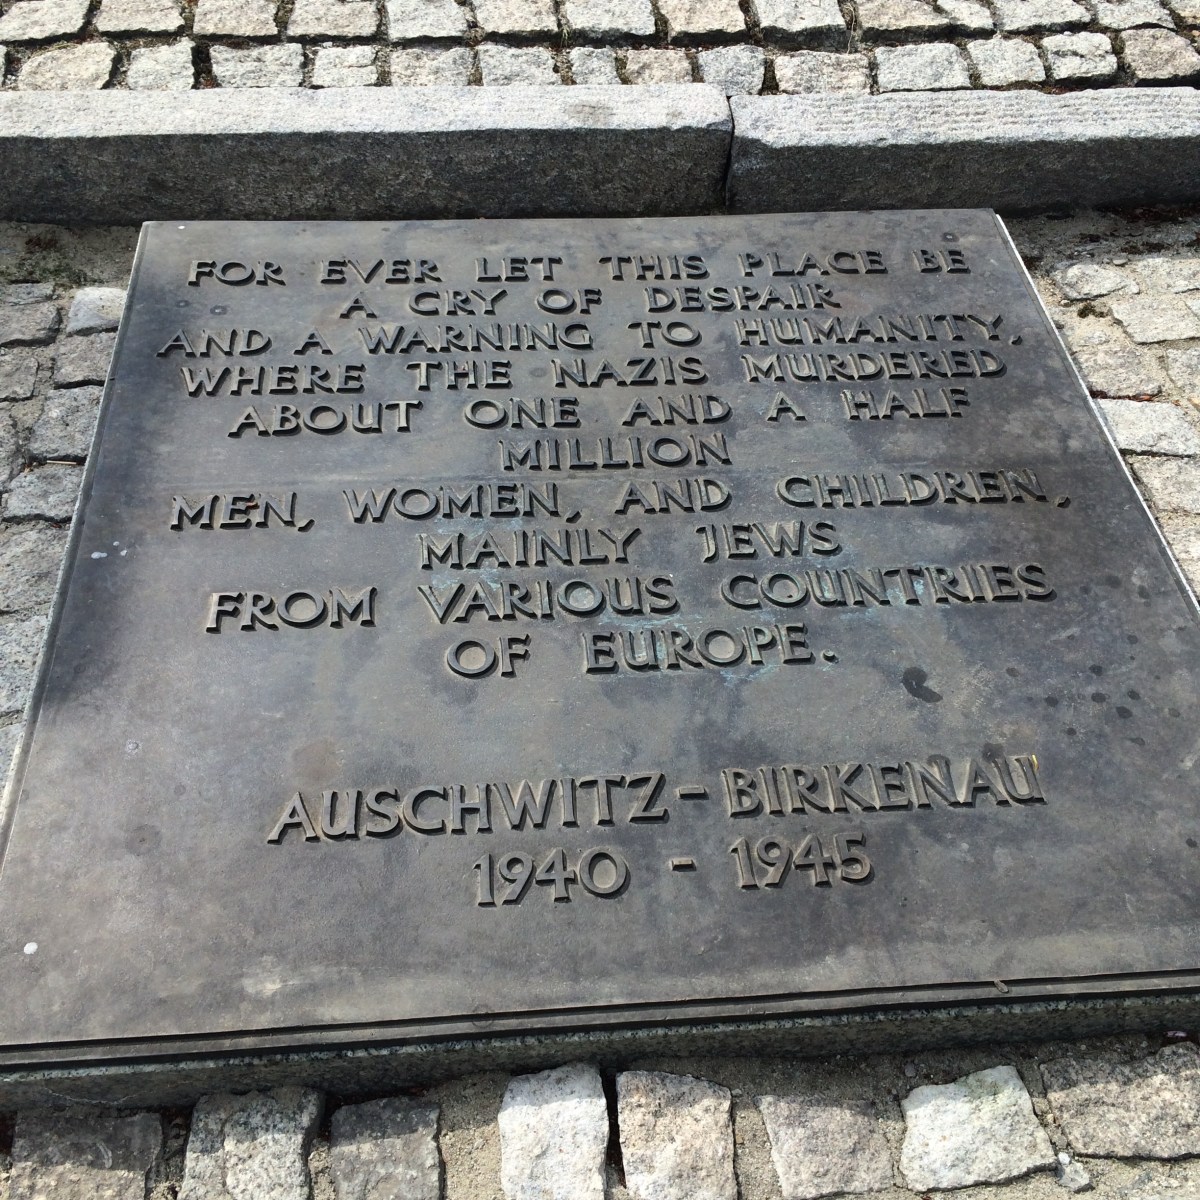 FOR EVER LET THIS PLACE BE
A CRY OF DESPAIR
AND A WARNING TO HUMANITY,
WHERE THE NAZIS MURDERED
ABOUT ONE AND A HALF
MILLION
MEN, WOMEN, AND CHILDREN,
MAINLY JEWS
FROM VARIOUS COUNTRIES
OF EUROPE.
AUSCHWITZ-BIRKENAU
1940 - 1945